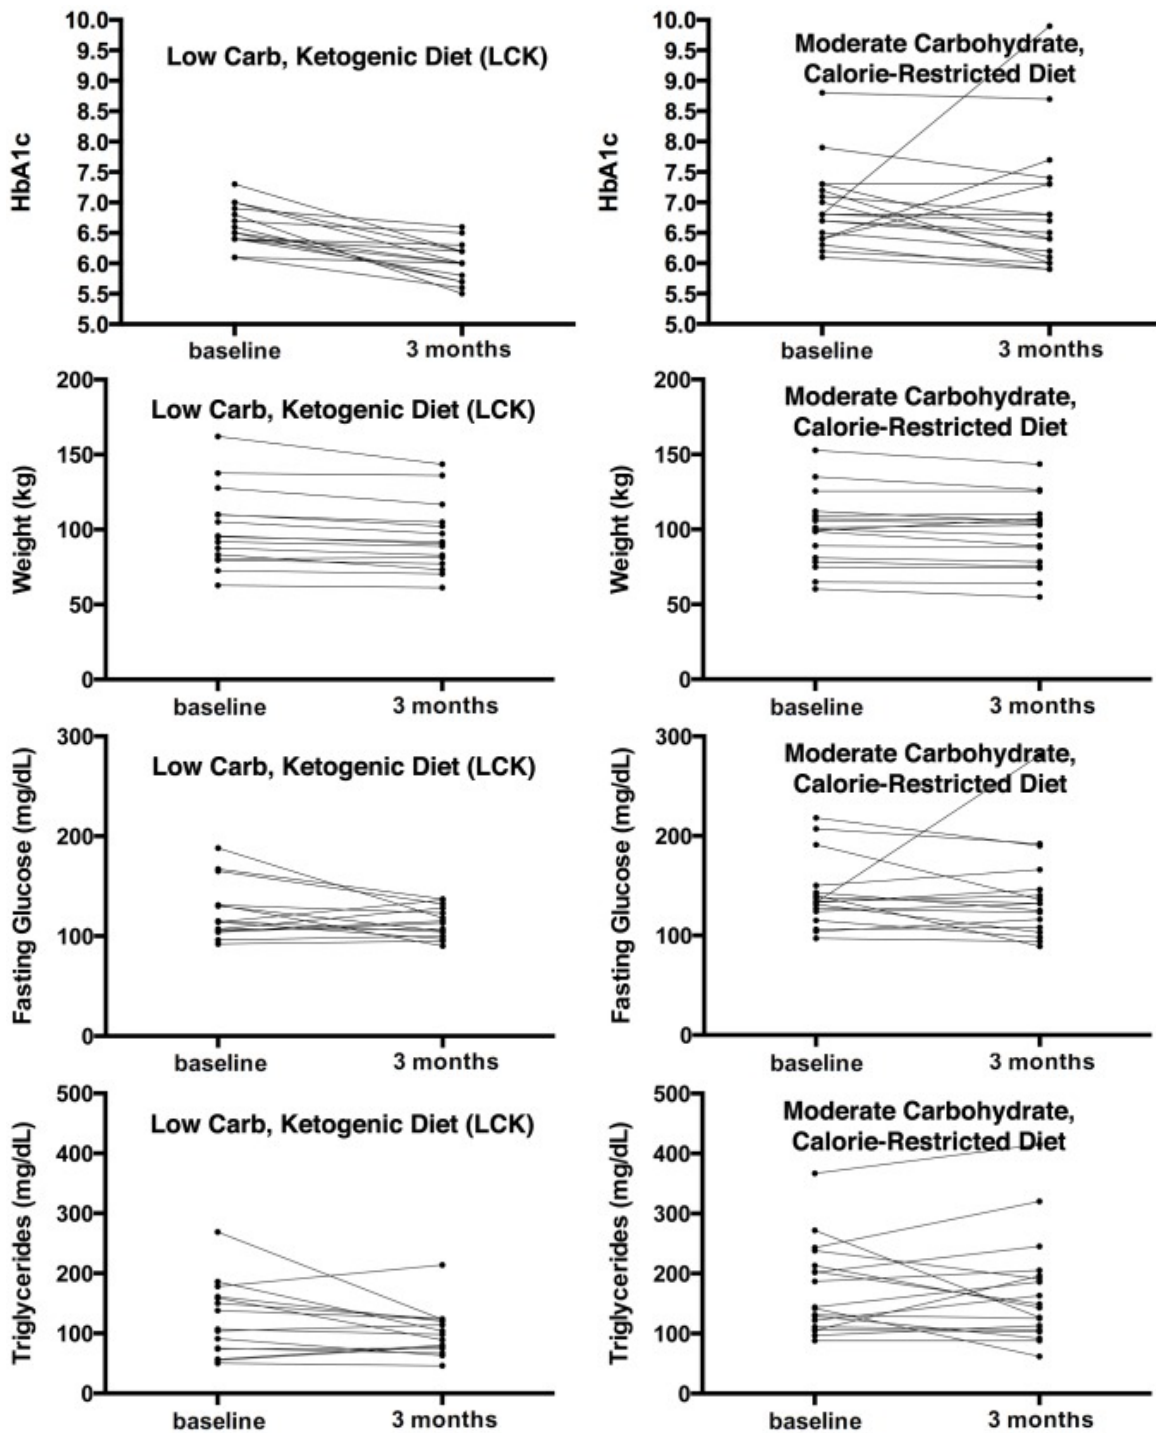 Low Carb, Ketogenic Diet (LCK)
HbA1c
10.0
9.5
9.0
8.5
8.0
7.5
7.0
6.5
6.0
5.5
5.0
baseline
3 months
Moderate Carbohydrate,
Calorie-Restricted Diet
HbA1c
10.0
9.5
9.0
8.5
8.0
7.5
7.0
6.5
6.0
5.5
5.0
baseline
3 months
Low Carb, Ketogenic Diet (LCK)
Weight (kg)
200
150
100
50
0
baseline
3 months
Moderate Carbohydrate,
Calorie-Restricted Diet
Weight (kg)
200
150
100
50
0
baseline
3 months
Low Carb, Ketogenic Diet (LCK)
Fasting Glucose (mg/dL)
300
200
100
0
baseline
3 months
Moderate Carbohydrate,
Calorie-Restricted Diet
Fasting Glucose (mg/dL)
300
200
100
0
baseline
3 months
Low Carb, Ketogenic Diet (LCK)
Triglycerides (mg/dL)
500
400
300
200
100
0
baseline
3 months
Moderate Carbohydrate,
Calorie-Restricted Diet
Triglycerides (mg/dL)
500
400
300
200
100
0
baseline
3 months